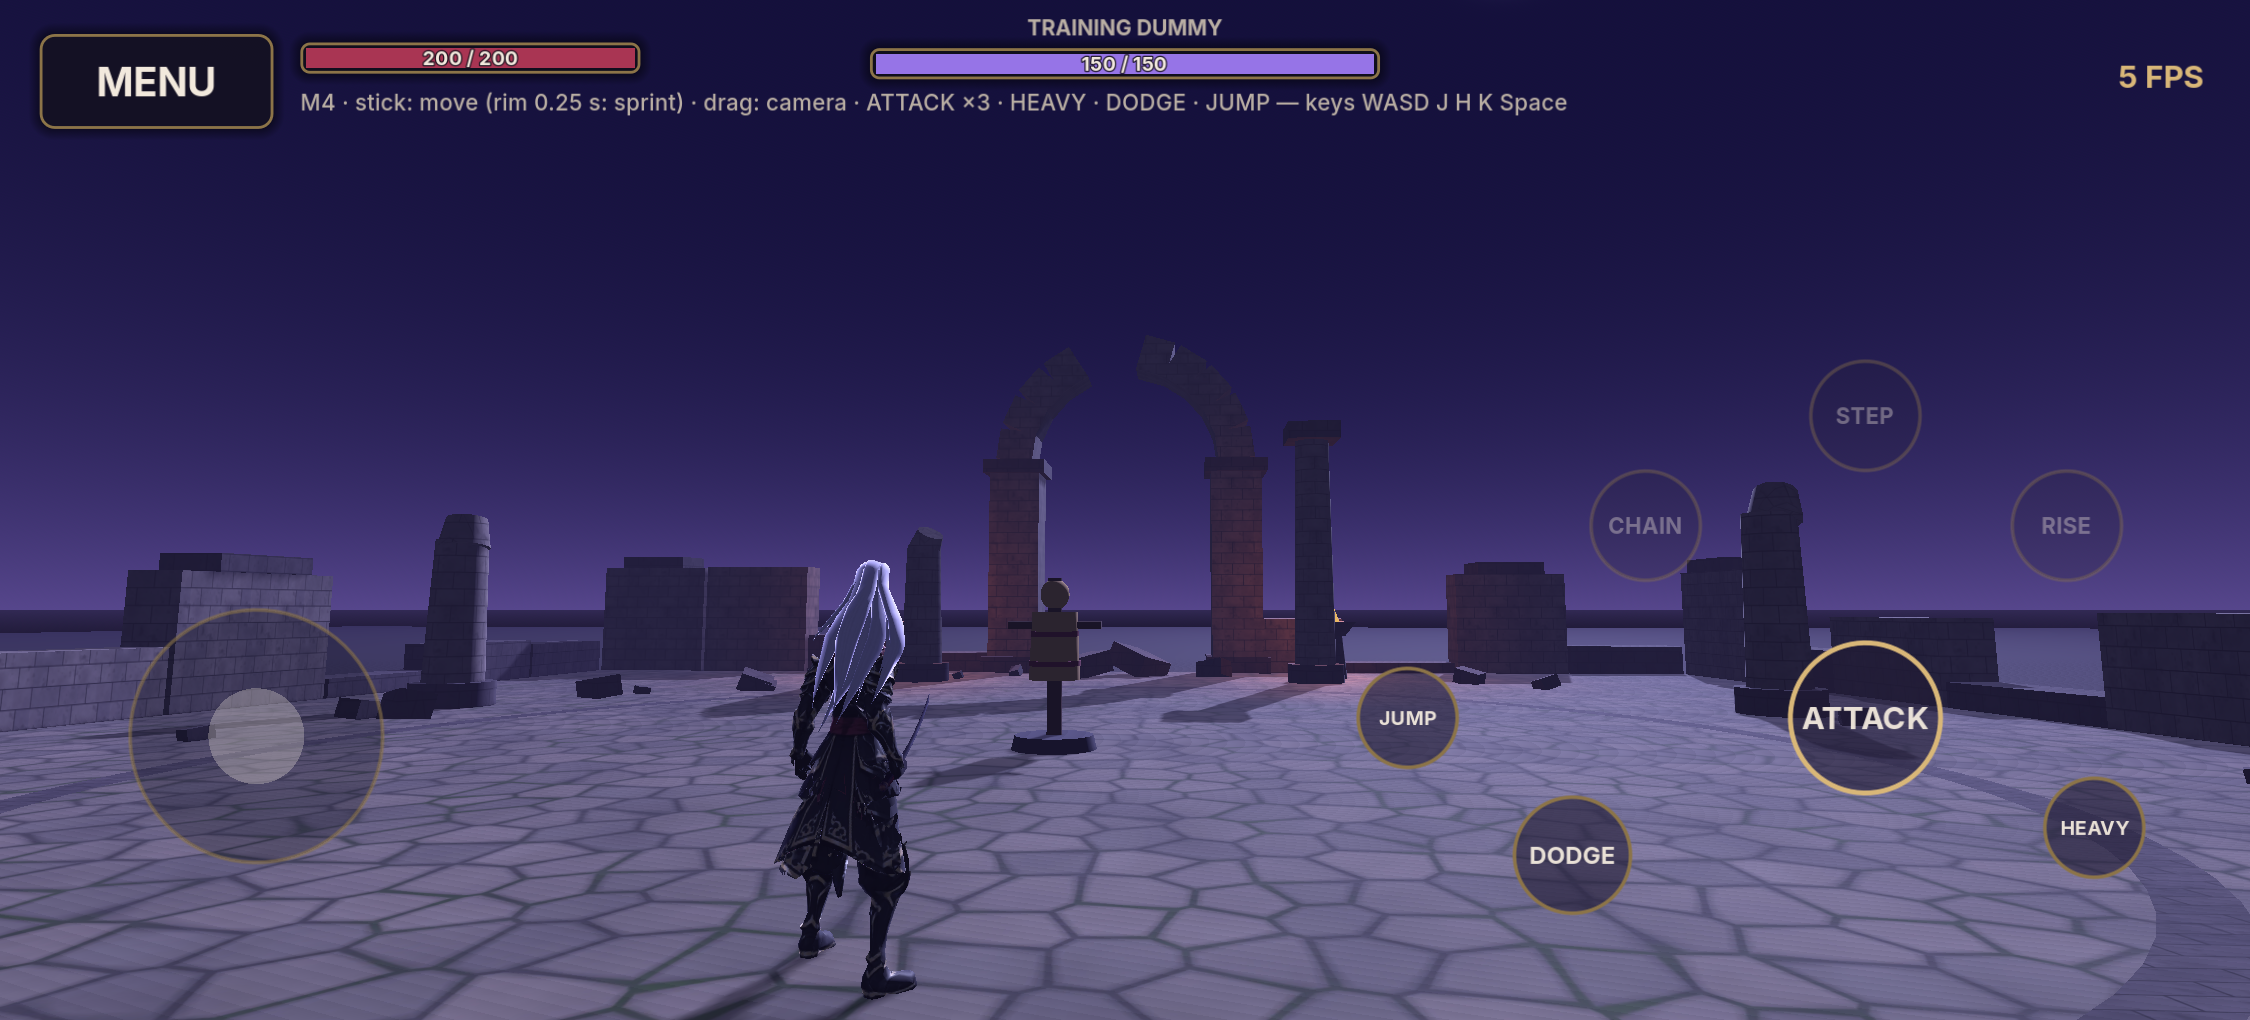 TRAINING DUMMY
MENU
200 / 200
150 / 150
5 FPS
M4 · stick: move (rim 0.25 s: sprint) · drag: camera · ATTACK ×3 · HEAVY · DODGE · JUMP — keys WASD J H K Space
STEP
CHAIN
RISE
JUMP
ATTACK
HEAVY
DODGE